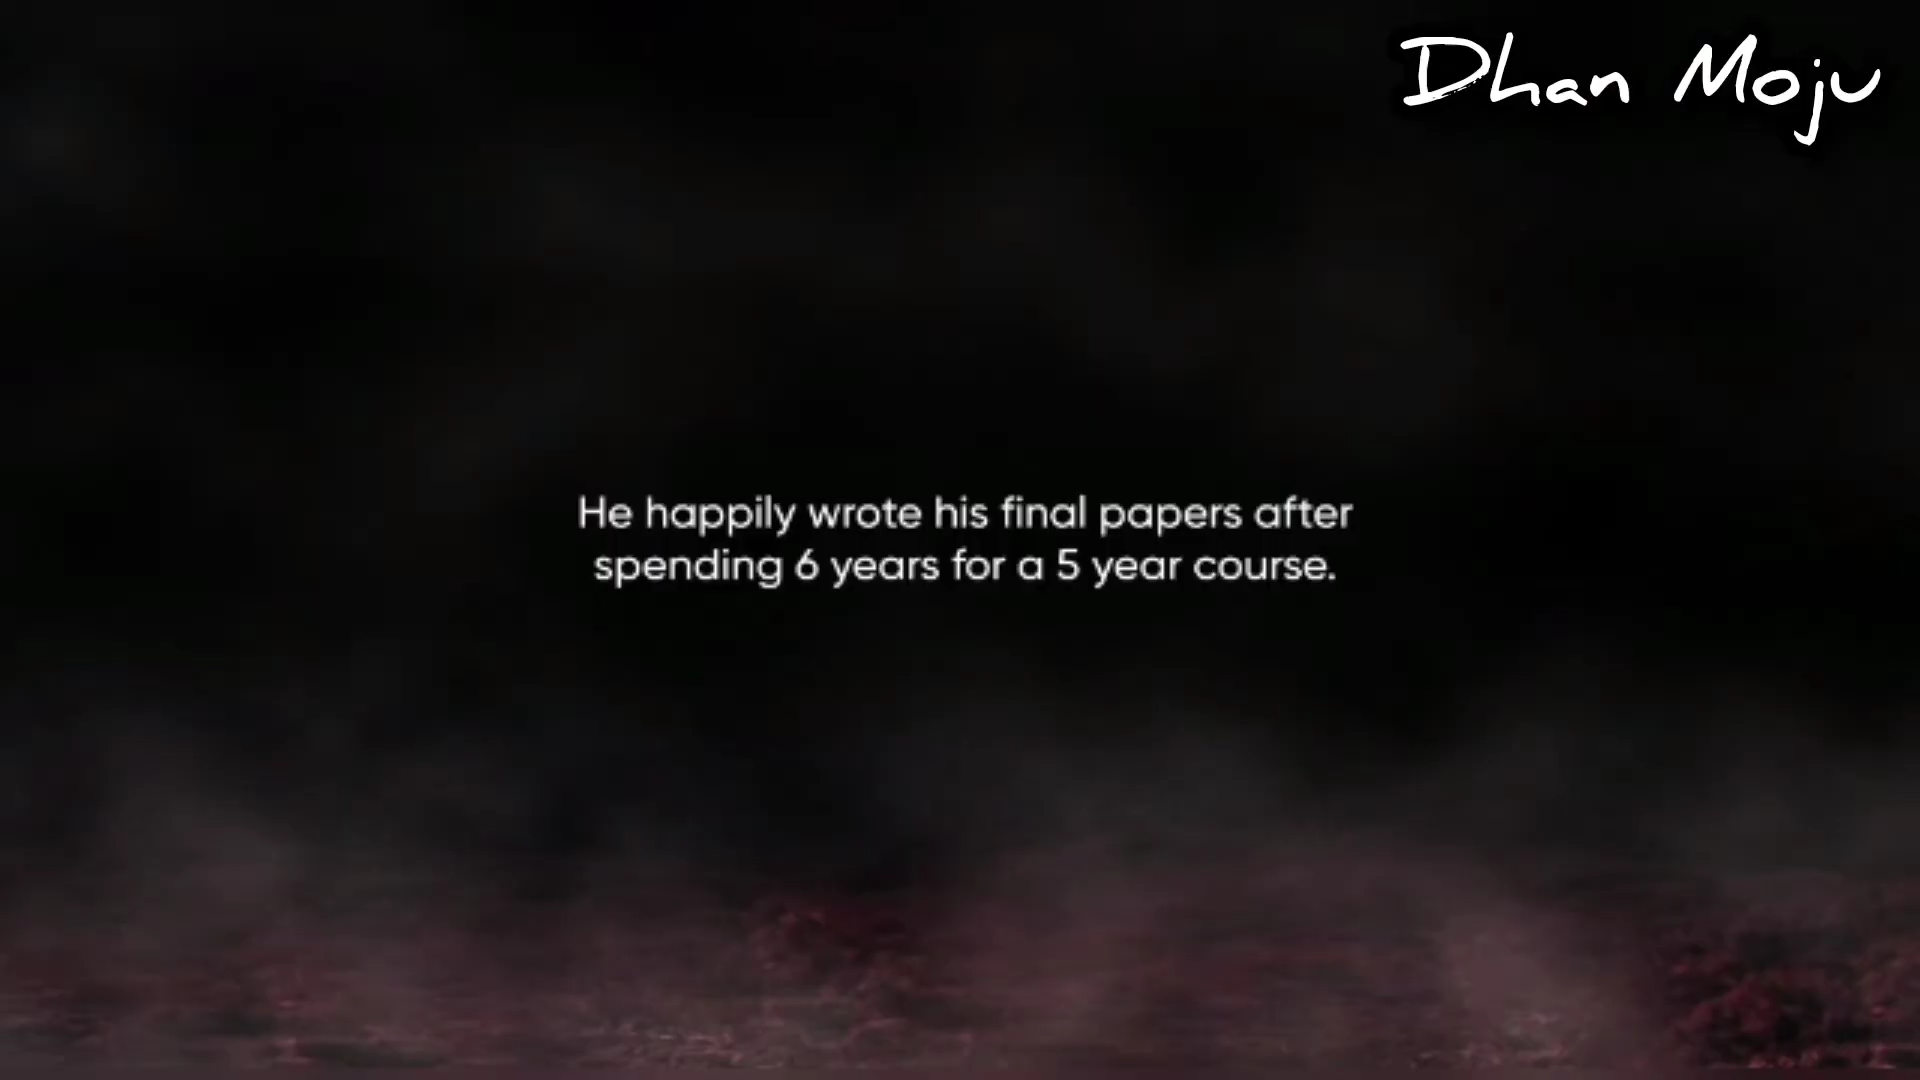 Dhan Moju
He happily wrote his final papers after
spending 6 years for a 5 year course.